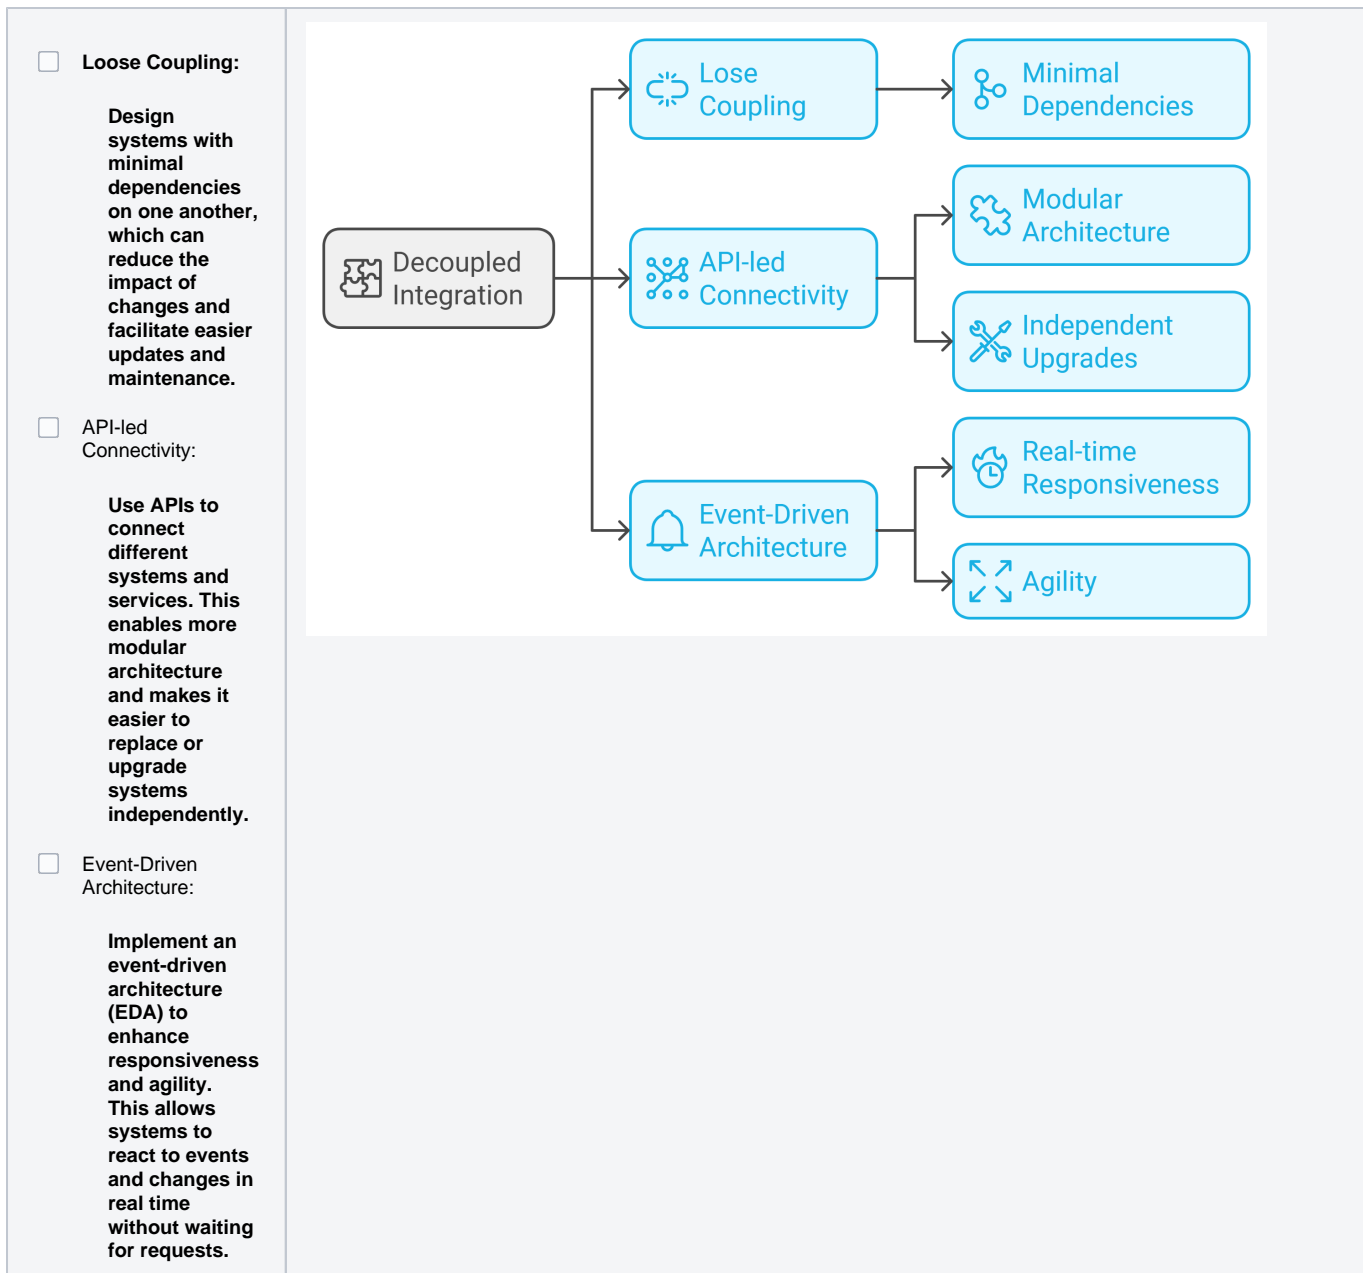 Loose Coupling:
Design
systems with
minimal
dependencies
on one another,
which can
reduce the
impact of
changes and
facilitate easier
updates and
maintenance.
API-led
Connectivity:
Use APIs to
connect
different
systems and
services. This
enables more
modular
architecture
and makes it
easier to
replace or
upgrade
systems
independently.
Event-Driven
Architecture:
Implement an
event-driven
architecture
(EDA) to
enhance
responsiveness
and agility.
This allows
systems to
react to events
and changes in
real time
without waiting
for requests.
Decoupled
Integration
Lose
Coupling
Minimal
Dependencies
API-led
Connectivity
Modular
Architecture
Independent
Upgrades
Event-Driven
Architecture
Real-time
Responsiveness
Agility